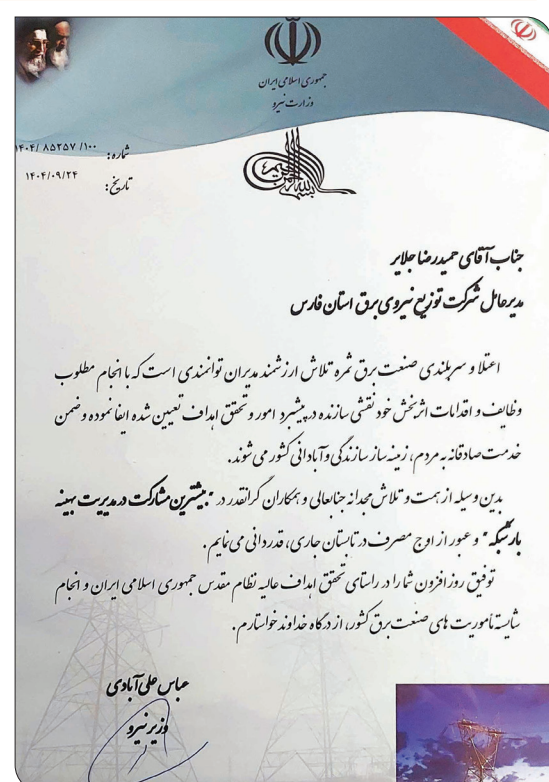 جمهوری اسلامی ایران
وزارت نیرو
شماره : ۱۴۰۴/ ۸۵۲۵۷ /۱۰۰
تاریخ : ۱۴۰۴/۰۹/۲۴
جناب آقای حمیدرضا جلایر
مدیرعامل شرکت توزیع نیروی برق استان فارس
اعتلا و سربلندی صنعت برق ثمره تلاش ارزشمند مدیران توانمندی است که با انجام مطلوب
وظایف و اقدامات اثربخش خود نقشی سازنده در پیشبرد امور و تحقق اهداف تعیین شده ایفا نموده و ضمن
خدمت صادقانه به مردم، زمینه ساز سازندگی و آبادانی کشور می شوند.
بدین وسیله از همت و تلاش مجدانه جنابعالی و همکاران گرانقدر در "بیشترین مشارکت در مدیریت بهینه
بار شبکه" و عبور از اوج مصرف در تابستان جاری، قدردانی می نمایم.
توفیق روزافزون شما را در راستای تحقق اهداف عالیه نظام مقدس جمهوری اسلامی ایران و انجام
شایسته ماموریت های صنعت برق کشور، از درگاه خداوند خواستارم.
عباس علی آبادی
وزیر نیرو